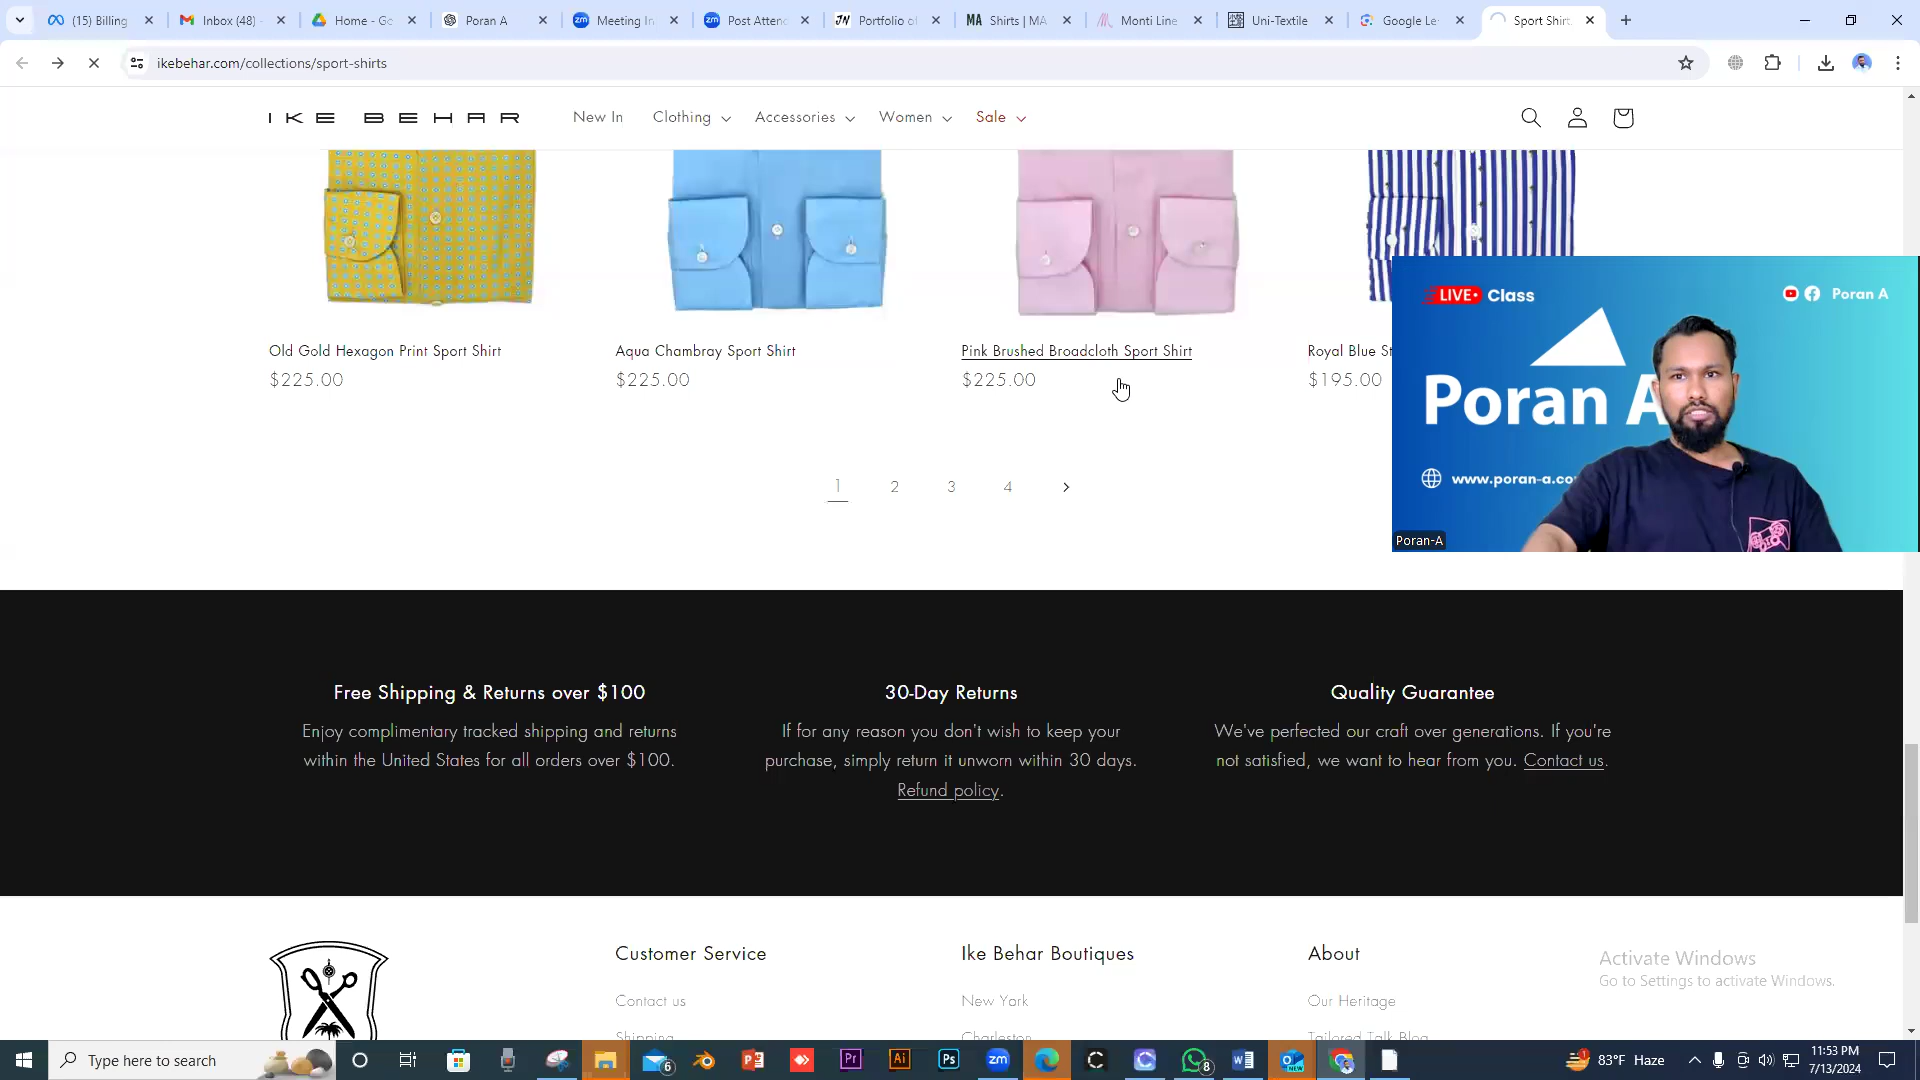 (15) Billing
Inbox (48) -
Home - Go
Poran A
Meeting In
Post Attend
Portfolio o
Shirts | MA
Monti Line
Uni-Textile
Google Le
Sport Shirt
ikebehar.com/collections/sport-shirts
IKE BEHAR
New In
Clothing
Accessories
Women
Sale
Old Gold Hexagon Print Sport Shirt
$225.00
Aqua Chambray Sport Shirt
$225.00
Pink Brushed Broadcloth Sport Shirt
$225.00
Royal Blue St
$195.00
LIVE Class
Poran A
Poran A
www.poran-a.co
Poran-A
1 2 3 4
Free Shipping & Returns over $100
Enjoy complimentary tracked shipping and returns
within the United States for all orders over $100.
30-Day Returns
If for any reason you don't wish to keep your
purchase, simply return it unworn within 30 days.
Refund policy.
Quality Guarantee
We've perfected our craft over generations. If you're
not satisfied, we want to hear from you. Contact us.
Customer Service
Contact us
Shipping
Ike Behar Boutiques
New York
Charleston
About
Our Heritage
Tailored Talk Blog
Activate Windows
Go to Settings to activate Windows.
Type here to search
83°F Haze
11:53 PM
7/13/2024